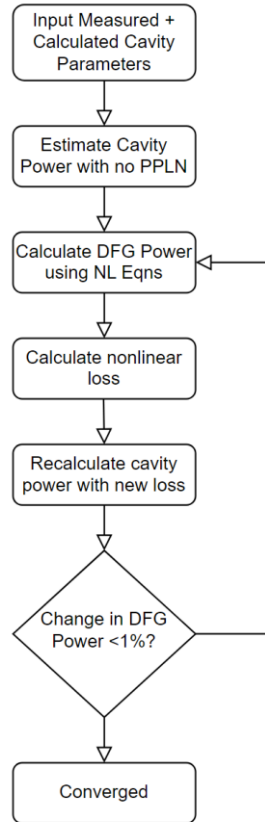 Input Measured +
Calculated Cavity
Parameters
Estimate Cavity
Power with no PPLN
Calculate DFG Power
using NL Eqns
Calculate nonlinear
loss
Recalculate cavity
power with new loss
Change in DFG
Power <1%?
Converged